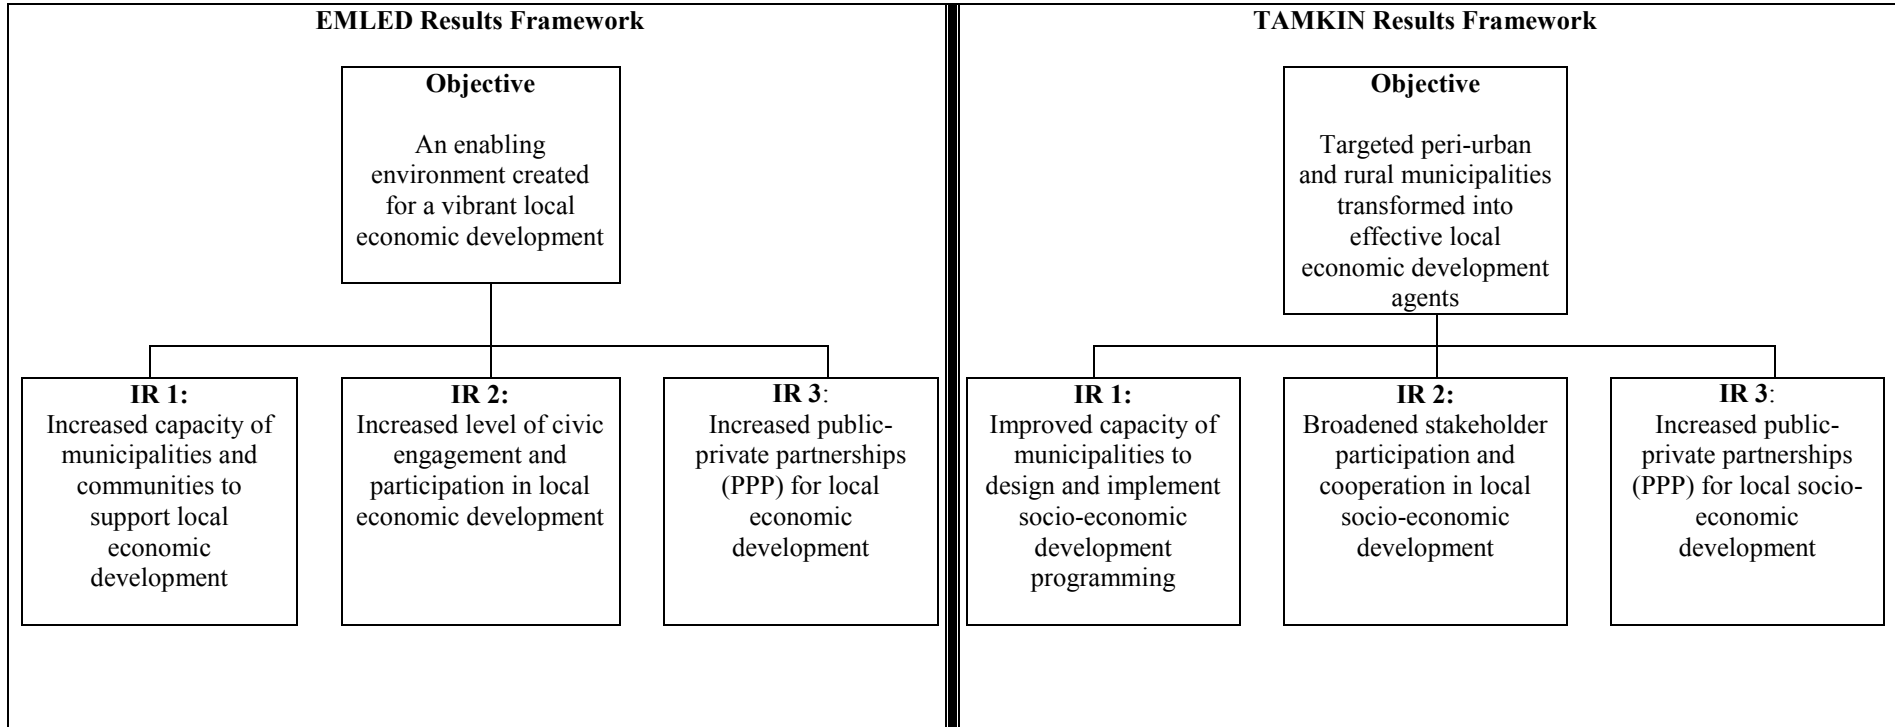 EMLED Results Framework
Objective
An enabling
environment created
for a vibrant local
economic development
IR 1:
Increased capacity of
municipalities and
communities to
support local
economic
development
IR 2:
Increased level of civic
engagement and
participation in local
economic development
IR 3:
Increased public-
private partnerships
(PPP) for local
economic
development
TAMKIN Results Framework
Objective
Targeted peri-urban
and rural municipalities
transformed into
effective local
economic development
agents
IR 1:
Improved capacity of
municipalities to
design and implement
socio-economic
development
programming
IR 2:
Broadened stakeholder
participation and
cooperation in local
socio-economic
development
IR 3:
Increased public-
private partnerships
(PPP) for local socio-
economic
development